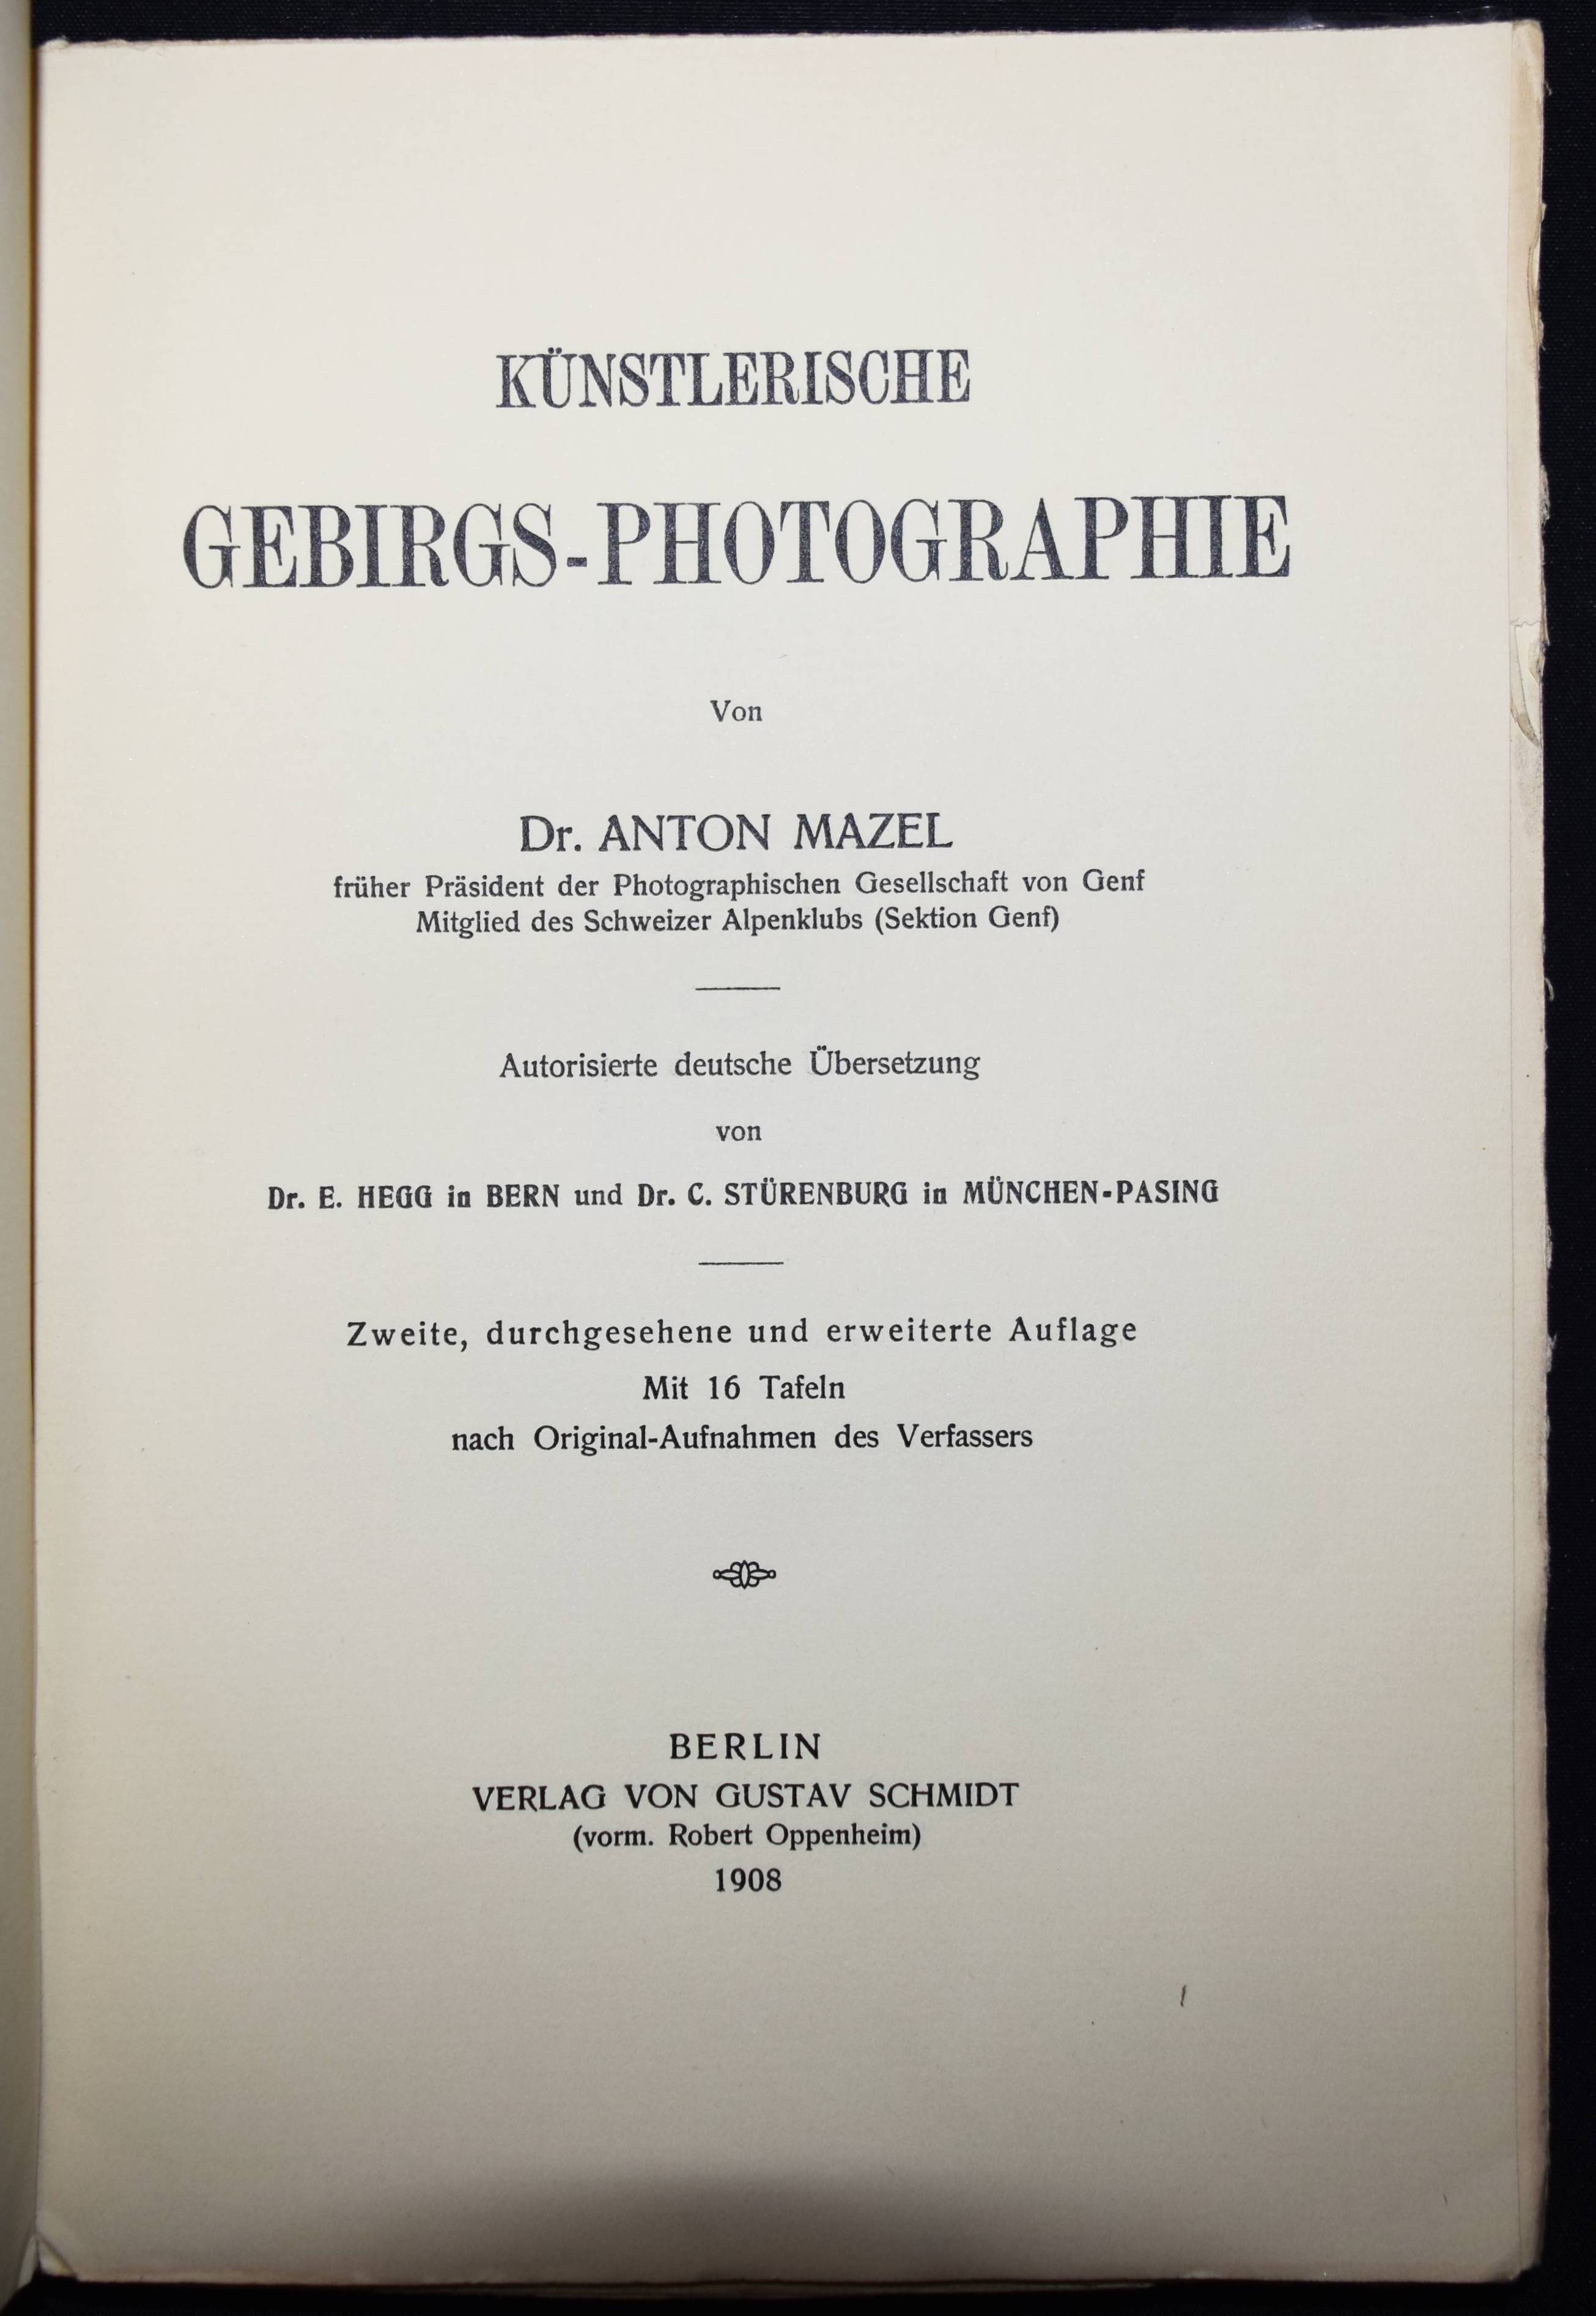 KÜNSTLERISCHE
GEBIRGS-PHOTOGRAPHIE
Von
Dr. ANTON MAZEL
früher Präsident der Photographischen Gesellschaft von Genf
Mitglied des Schweizer Alpenklubs (Sektion Genf)
Autorisierte deutsche Übersetzung
von
Dr. E. HEGG in BERN und Dr. C. STÜRENBURG in MÜNCHEN-PASING
Zweite, durchgesehene und erweiterte Auflage
Mit 16 Tafeln
nach Original-Aufnahmen des Verfassers
BERLIN
VERLAG VON GUSTAV SCHMIDT
(vorm. Robert Oppenheim)
1908